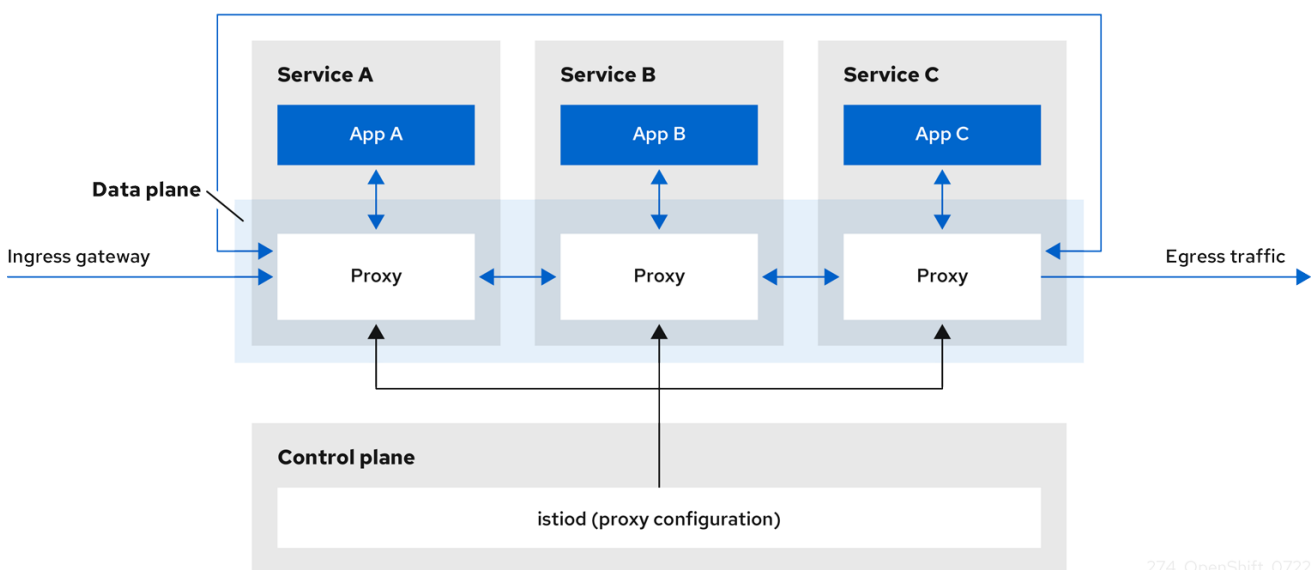 Service A
Service B
Service C
App A
App B
App C
Data plane
Ingress gateway
Egress traffic
Proxy
Proxy
Proxy
Control plane
istiod (proxy configuration)
274_OpenShift_0722